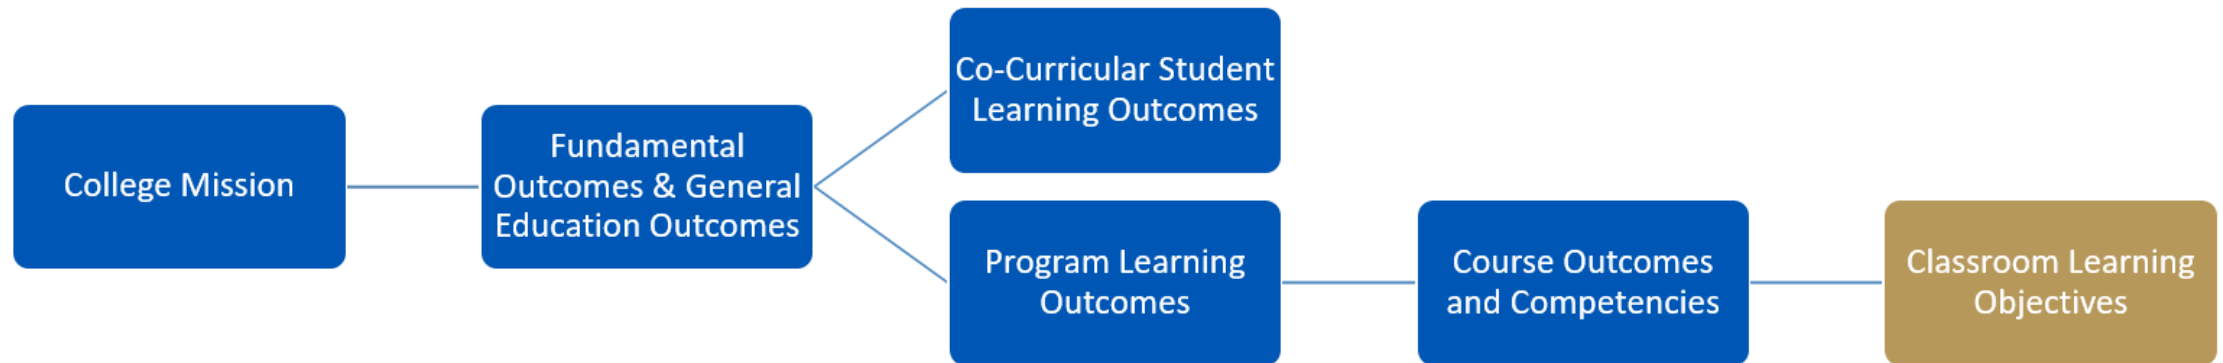 College Mission
Fundamental
Outcomes & General
Education Outcomes
Co-Curricular Student
Learning Outcomes
Program Learning
Outcomes
Course Outcomes
and Competencies
Classroom Learning
Objectives